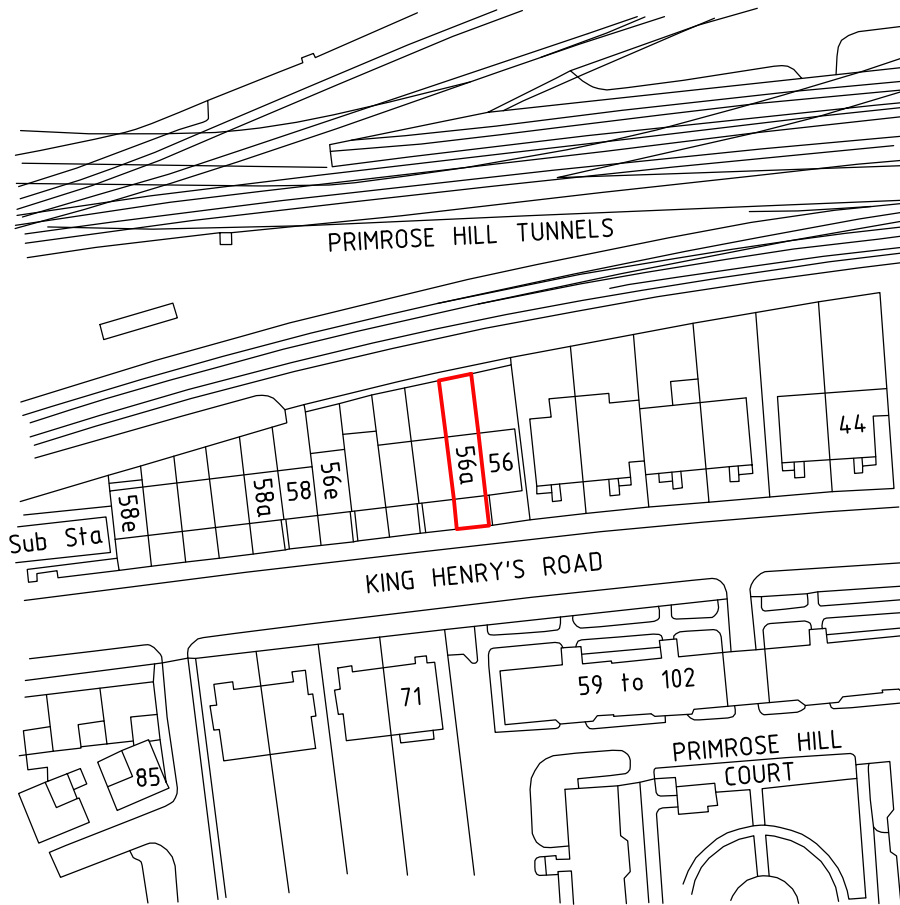 PRIMROSE HILL TUNNELS
44
56a
56
56e
58
58a
58e
Sub Sta
KING HENRY'S ROAD
59 to 102
71
PRIMROSE HILL
COURT
85